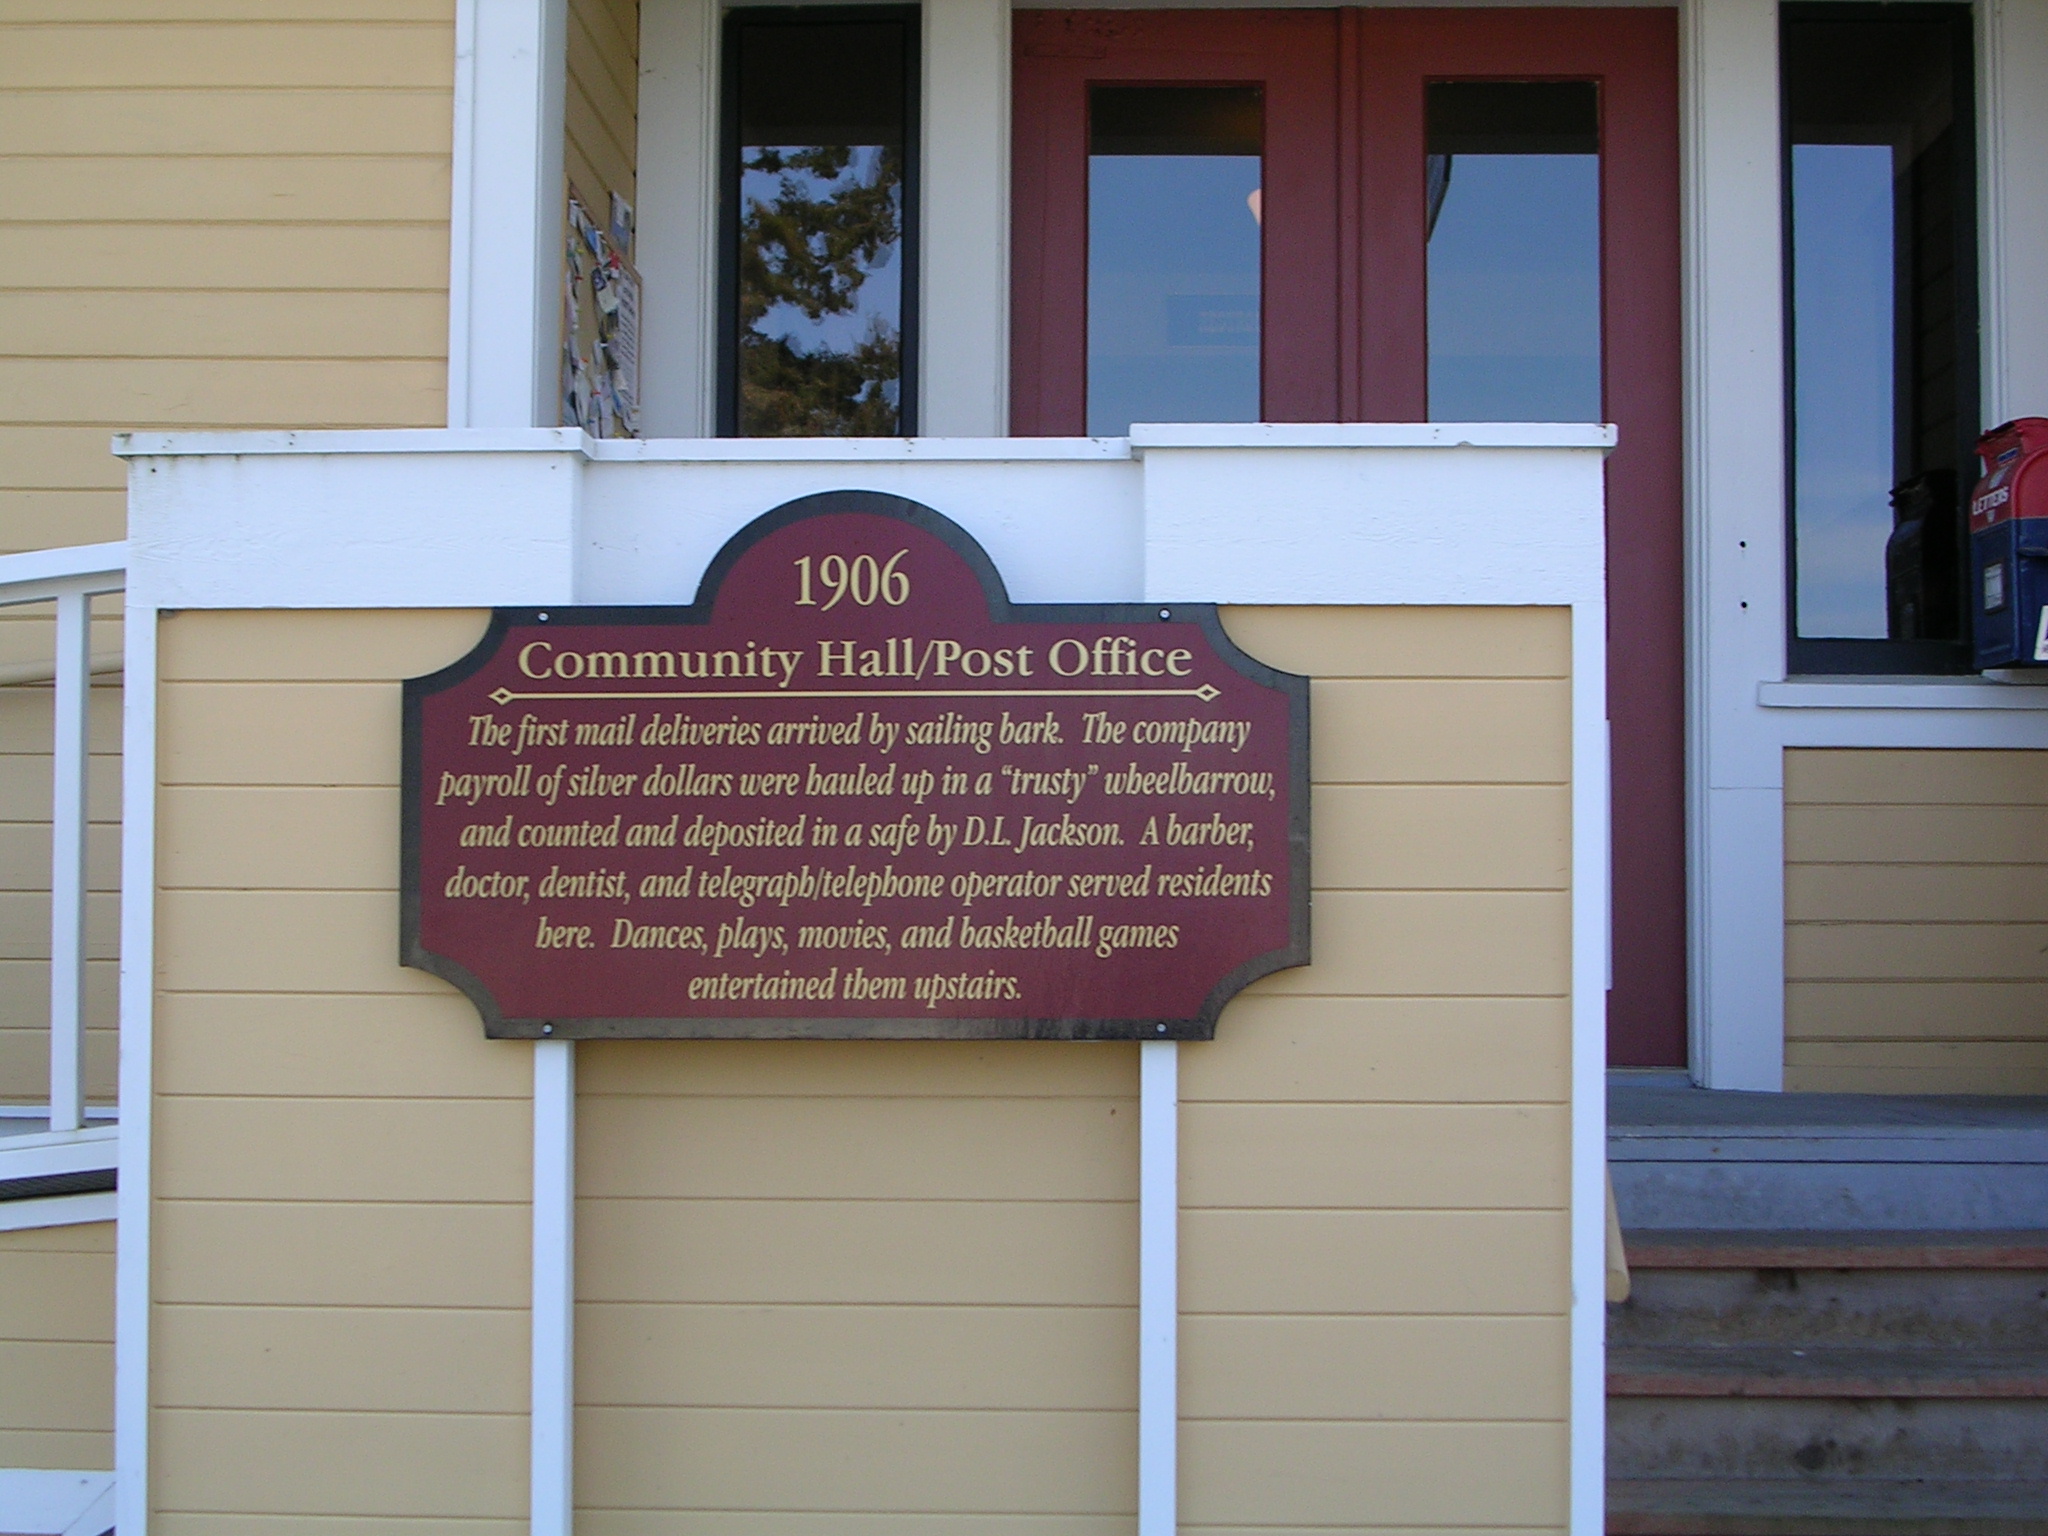 1906
Community Hall/Post Office
The first mail deliveries arrived by sailing bark. The company
payroll of silver dollars were hauled up in a “trusty” wheelbarrow,
and counted and deposited in a safe by D.L. Jackson. A barber,
doctor, dentist, and telegraph/telephone operator served residents
here. Dances, plays, movies, and basketball games
entertained them upstairs.
LETTERS